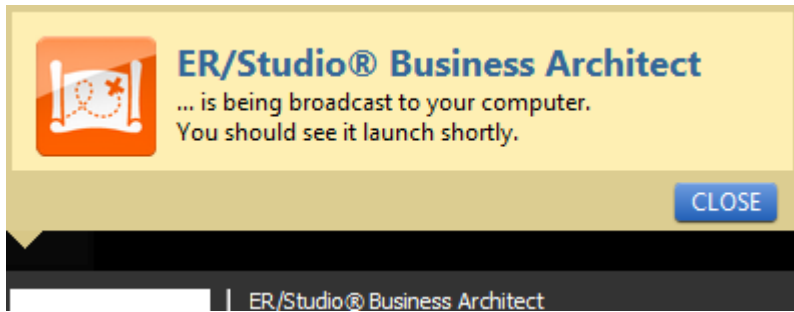 ER/Studio® Business Architect
... is being broadcast to your computer.
You should see it launch shortly.
CLOSE
ER/Studio® Business Architect